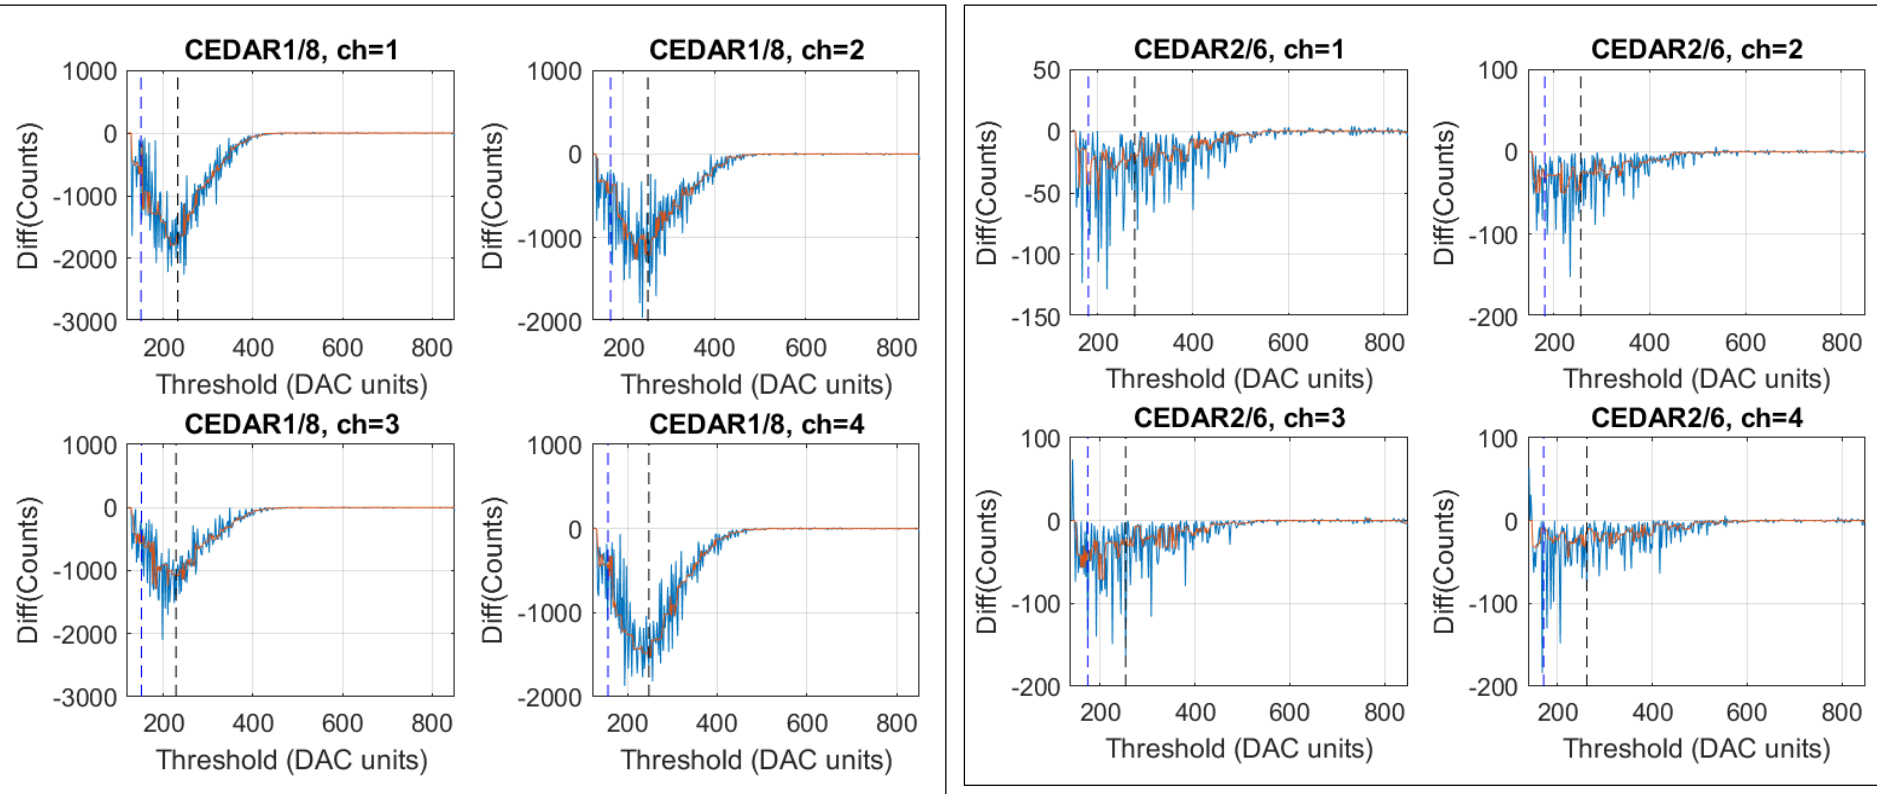 CEDAR1/8, ch=1
1000
0
-1000
-2000
-3000
Diff(Counts)
200 400 600 800
Threshold (DAC units)
CEDAR1/8, ch=2
1000
0
-1000
-2000
Diff(Counts)
200 400 600 800
Threshold (DAC units)
CEDAR1/8, ch=3
1000
0
-1000
-2000
-3000
Diff(Counts)
200 400 600 800
Threshold (DAC units)
CEDAR1/8, ch=4
1000
0
-1000
-2000
Diff(Counts)
200 400 600 800
Threshold (DAC units)
CEDAR2/6, ch=1
50
0
-50
-100
-150
Diff(Counts)
200 400 600 800
Threshold (DAC units)
CEDAR2/6, ch=2
100
0
-100
-200
Diff(Counts)
200 400 600 800
Threshold (DAC units)
CEDAR2/6, ch=3
100
0
-100
-200
Diff(Counts)
200 400 600 800
Threshold (DAC units)
CEDAR2/6, ch=4
100
0
-100
-200
Diff(Counts)
200 400 600 800
Threshold (DAC units)